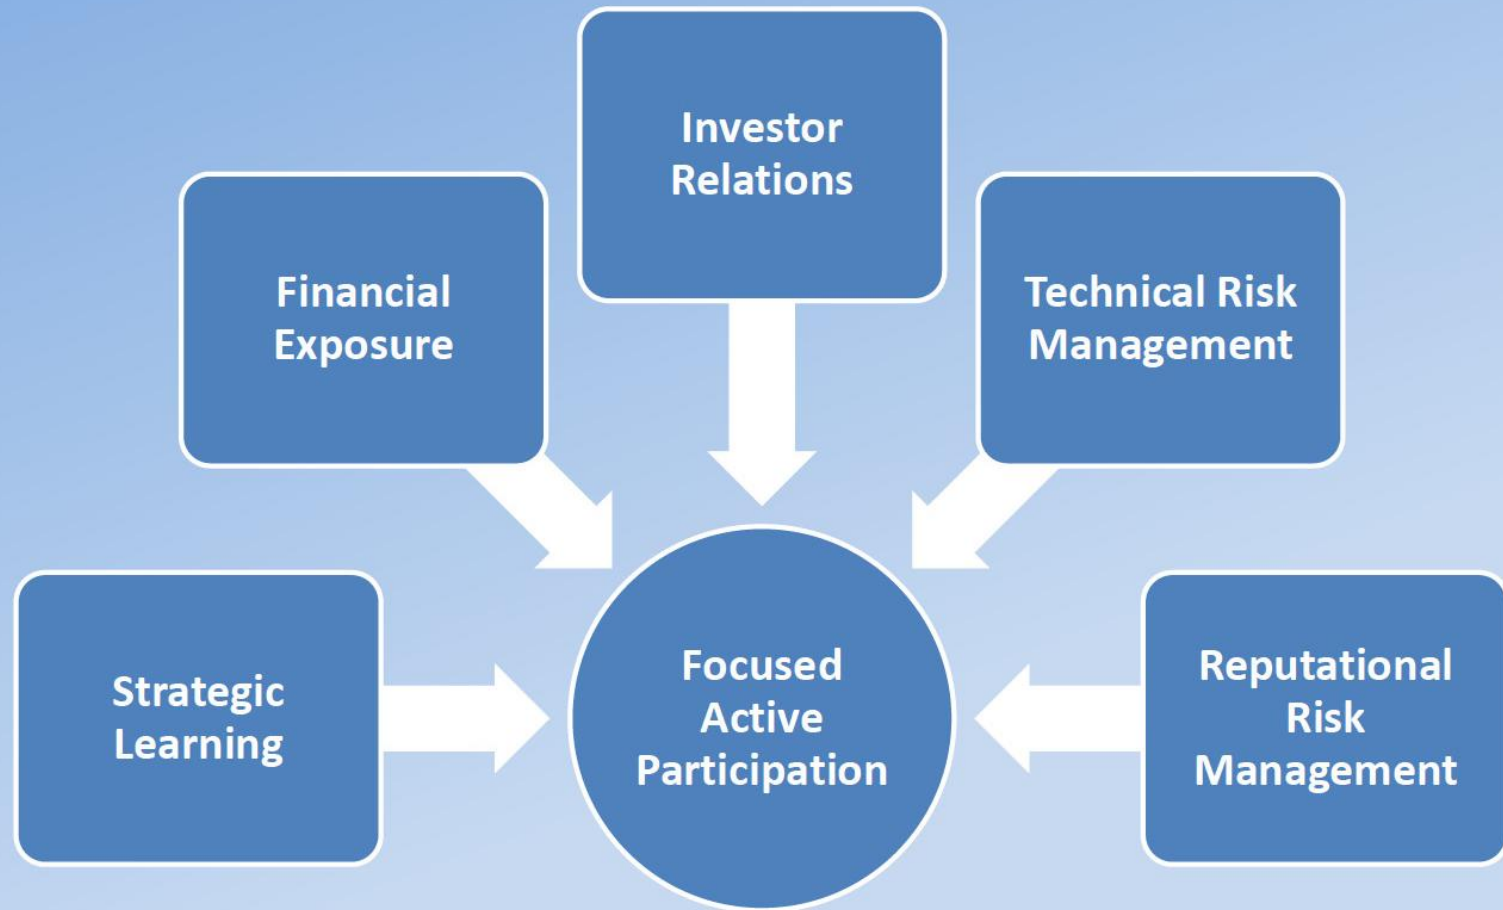 Investor
Relations
Financial
Exposure
Technical Risk
Management
Strategic
Learning
Focused
Active
Participation
Reputational
Risk
Management